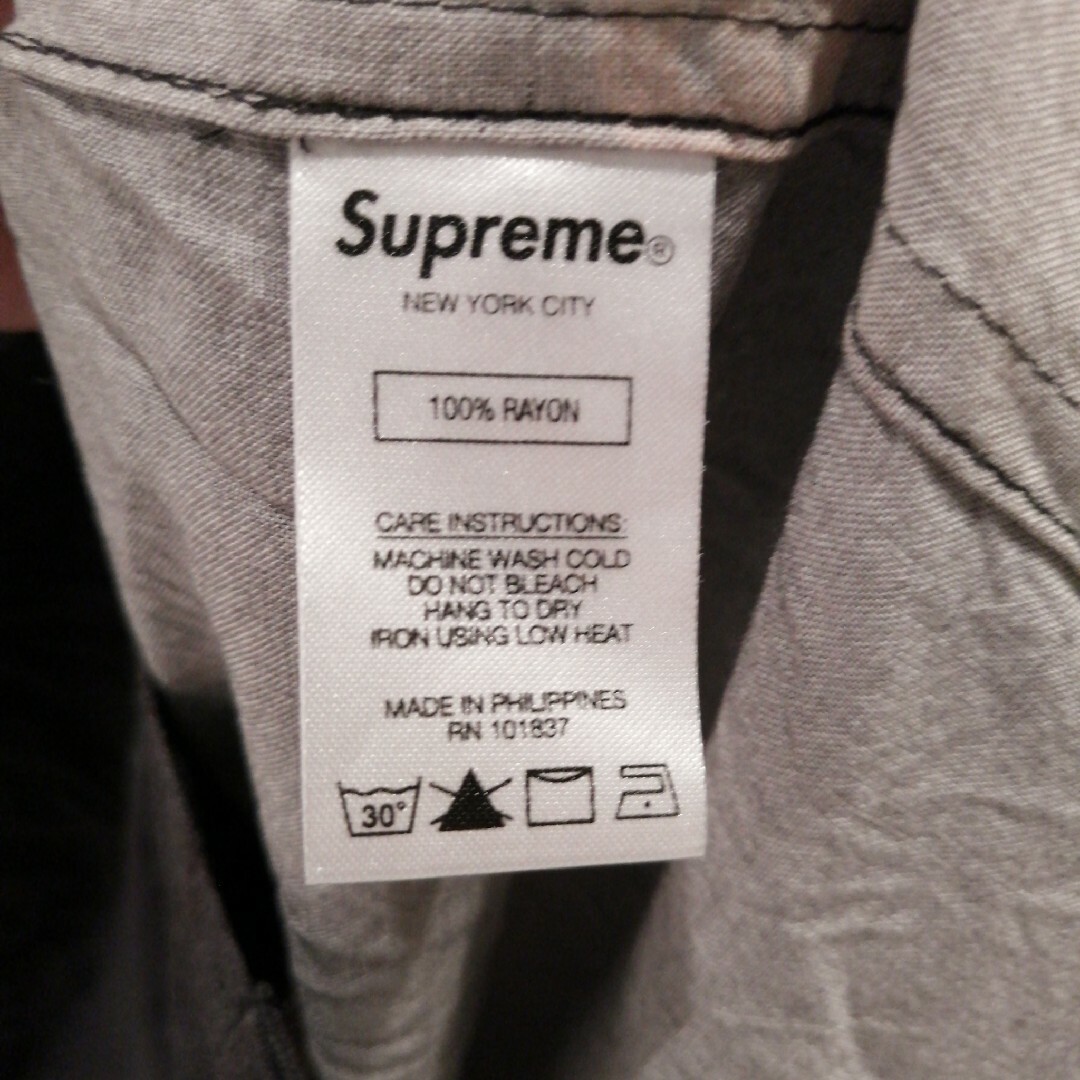 Supreme®
NEW YORK CITY
100% RAYON
CARE INSTRUCTIONS:
MACHINE WASH COLD
DO NOT BLEACH
HANG TO DRY
IRON USING LOW HEAT
MADE IN PHILIPPINES
RN 101837
30°